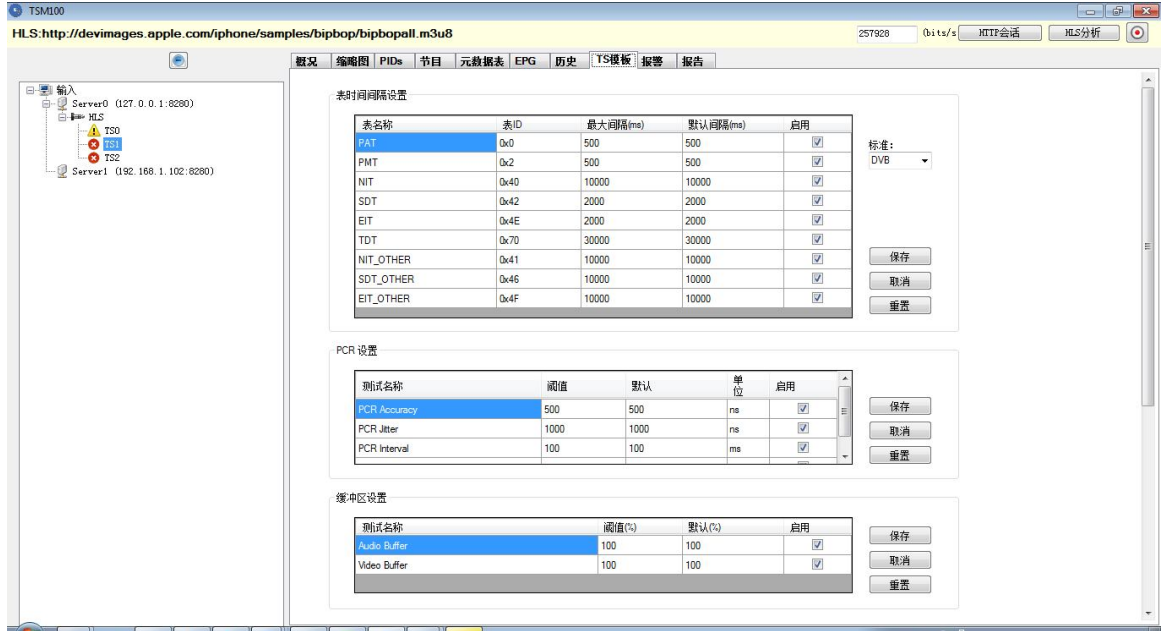 TSM100
HLS:http://devimages.apple.com/iphone/samples/bipbop/bipbopall.m3u8
257928 (bits/s HTTP会话 HLS分析
概况 缩略图 PIDs 节目 元数据表 EPG 历史 TS模板 报警 报告
输入
Server0 (127.0.0.1:8280)
HLS
TS0
TS1
TS2
Server1 (192.168.1.102:8280)
表时间间隔设置
表名称 表ID 最大间隔(ms) 默认间隔(ms) 启用
PAT 0x0 500 500
PMT 0x2 500 500
NIT 0x40 10000 10000
SDT 0x42 2000 2000
EIT 0x4E 2000 2000
TDT 0x70 30000 30000
NIT_OTHER 0x41 10000 10000
SDT_OTHER 0x46 10000 10000
EIT_OTHER 0x4F 10000 10000
标准：
DVB
保存
取消
重置
PCR 设置
测试名称 阈值 默认 单位 启用
PCR Accuracy 500 500 ns
PCR Jitter 1000 1000 ns
PCR Interval 100 100 ms
保存
取消
重置
缓冲区设置
测试名称 阈值(%) 默认(%) 启用
Audio Buffer 100 100
Video Buffer 100 100
保存
取消
重置